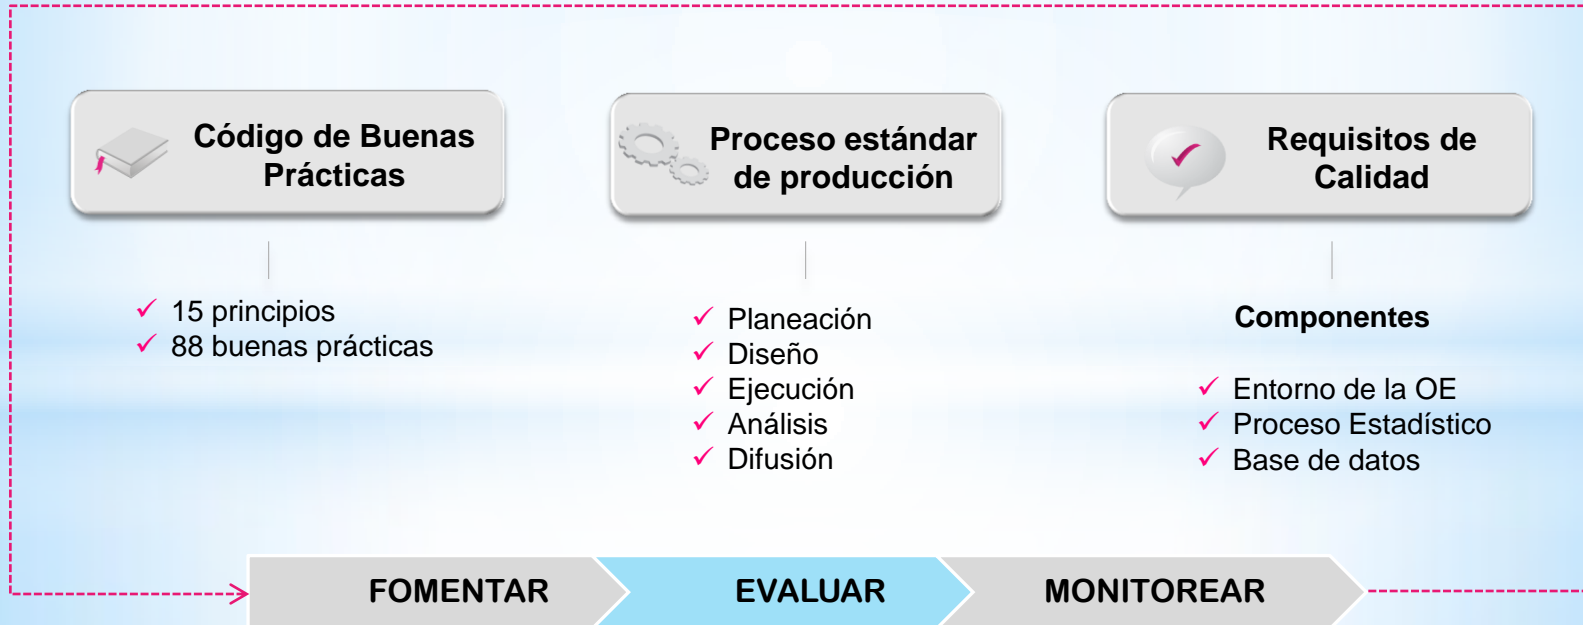 Código de Buenas
Prácticas
15 principios
88 buenas prácticas
Proceso estándar
de producción
Planeación
Diseño
Ejecución
Análisis
Difusión
Requisitos de
Calidad
Componentes
Entorno de la OE
Proceso Estadístico
Base de datos
FOMENTAR
EVALUAR
MONITOREAR